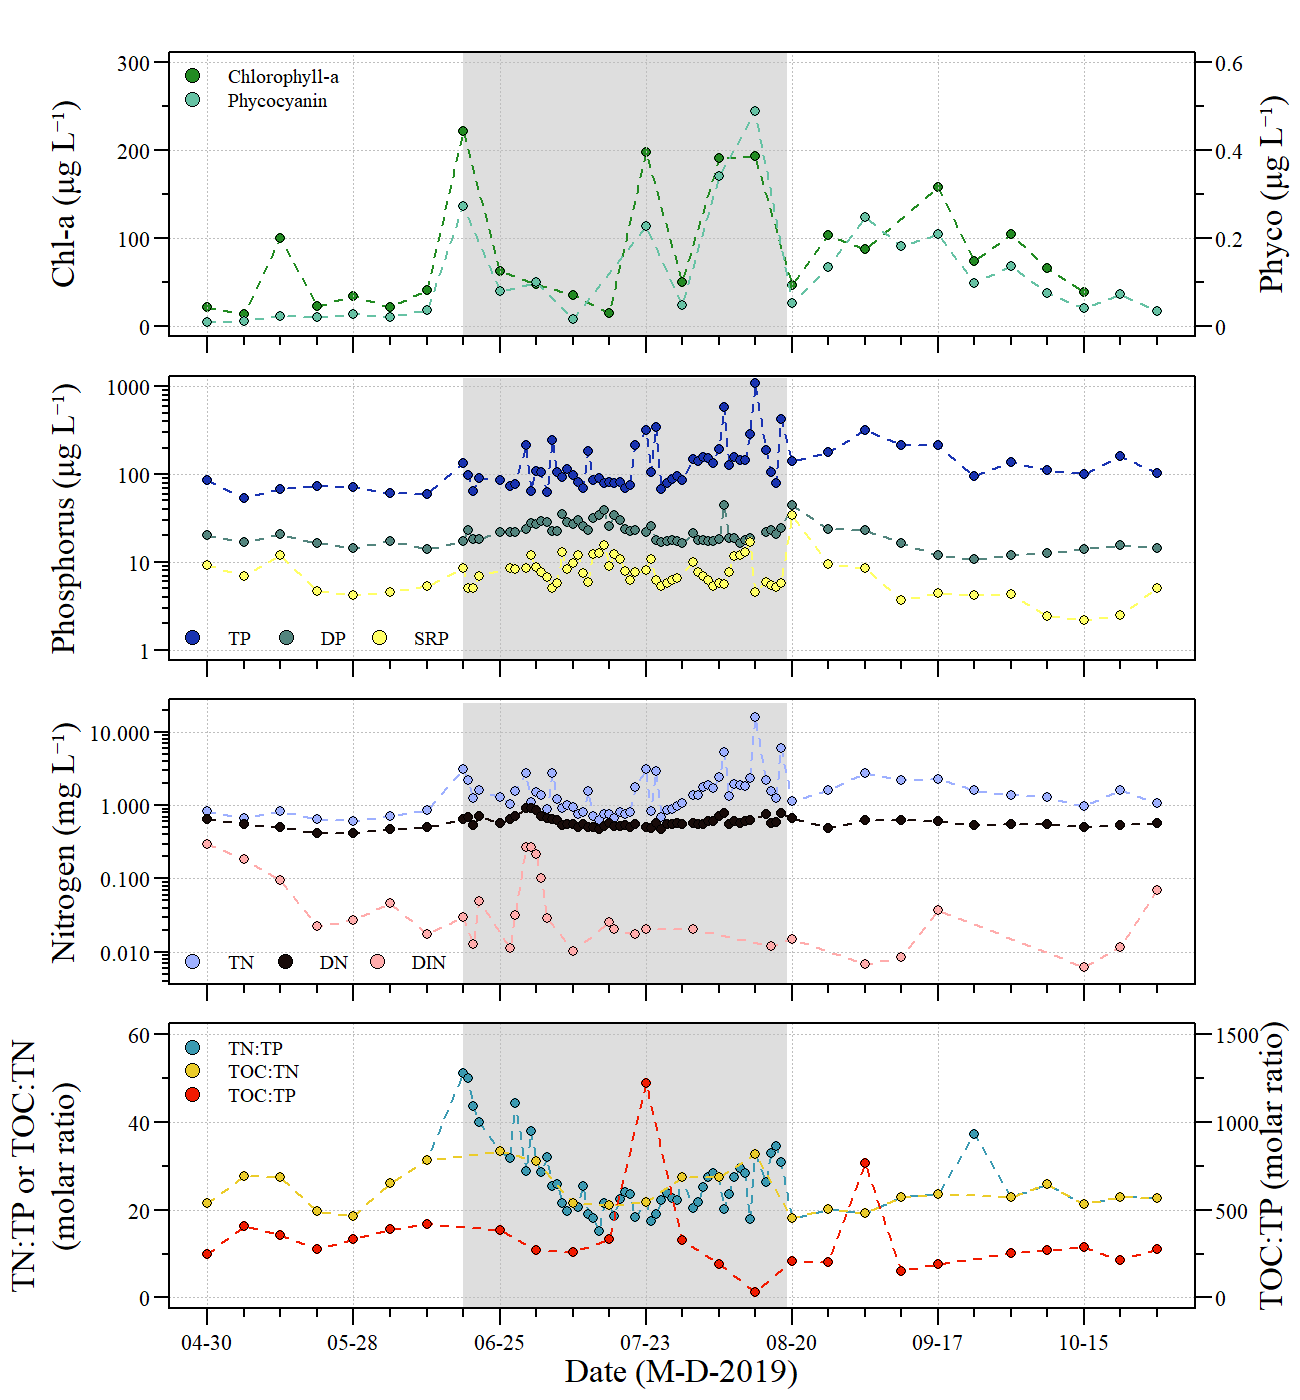 300
200
100
0
Chl-a (µg L⁻¹)
Chlorophyll-a
Phycocyanin
0.6
0.4
0.2
0
Phyco (µg L⁻¹)
1000
100
10
1
Phosphorus (µg L⁻¹)
TP DP SRP
10.000
1.000
0.100
0.010
Nitrogen (mg L⁻¹)
TN DN DIN
60
40
20
0
TN:TP or TOC:TN
(molar ratio)
TN:TP
TOC:TN
TOC:TP
1500
1000
500
0
TOC:TP (molar ratio)
04-30 05-28 06-25 07-23 08-20 09-17 10-15
Date (M-D-2019)